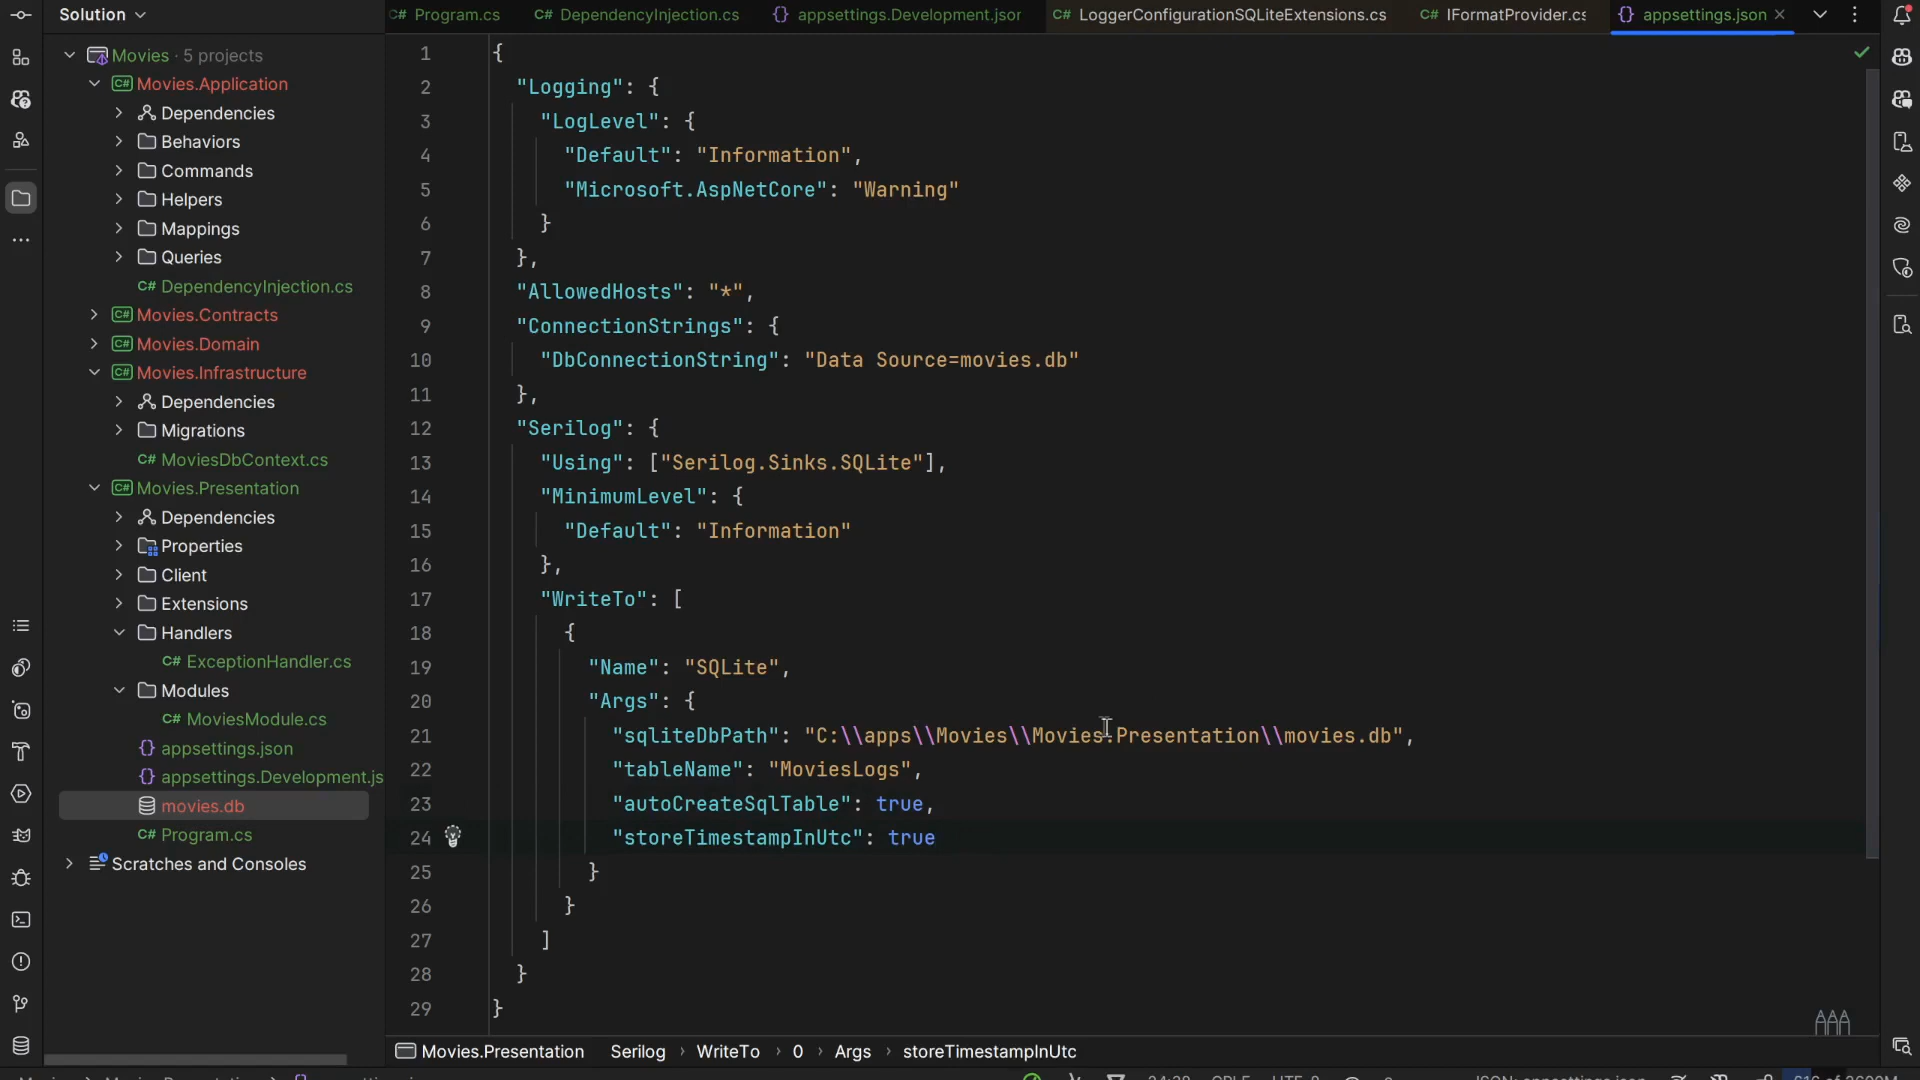 Solution
Movies · 5 projects
Movies.Application
Dependencies
Behaviors
Commands
Helpers
Mappings
Queries
C# DependencyInjection.cs
Movies.Contracts
Movies.Domain
Movies.Infrastructure
Dependencies
Migrations
C# MoviesDbContext.cs
Movies.Presentation
Dependencies
Properties
Client
Extensions
Handlers
C# ExceptionHandler.cs
Modules
C# MoviesModule.cs
{} appsettings.json
{} appsettings.Development.js
movies.db
C# Program.cs
Scratches and Consoles
C# Program.cs C# DependencyInjection.cs {} appsettings.Development.json C# LoggerConfigurationSQLiteExtensions.cs C# IFormatProvider.cs {} appsettings.json
1 {
2 "Logging": {
3 "LogLevel": {
4 "Default": "Information",
5 "Microsoft.AspNetCore": "Warning"
6 }
7 },
8 "AllowedHosts": "*",
9 "ConnectionStrings": {
10 "DbConnectionString": "Data Source=movies.db"
11 },
12 "Serilog": {
13 "Using": ["Serilog.Sinks.SQLite"],
14 "MinimumLevel": {
15 "Default": "Information"
16 },
17 "WriteTo": [
18 {
19 "Name": "SQLite",
20 "Args": {
21 "sqliteDbPath": "C:\\apps\\Movies\\Movies.Presentation\\movies.db",
22 "tableName": "MoviesLogs",
23 "autoCreateSqlTable": true,
24 "storeTimestampInUtc": true
25 }
26 }
27 ]
28 }
29 }
Movies.Presentation Serilog › WriteTo › 0 › Args › storeTimestampInUtc